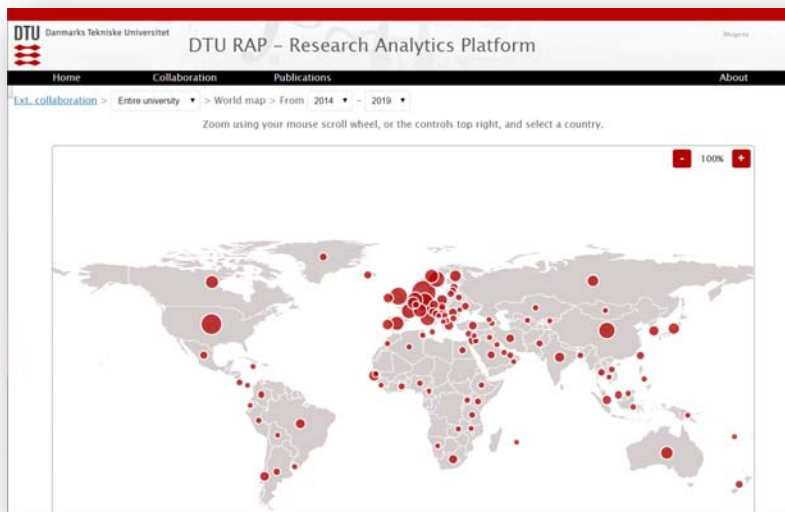 DTU Danmarks Tekniske Universitet
DTU RAP – Research Analytics Platform
Mogens
Home Collaboration Publications About
Ext. collaboration > Entire university > World map > From 2014 - 2019
Zoom using your mouse scroll wheel, or the controls top right, and select a country.
- 100% +